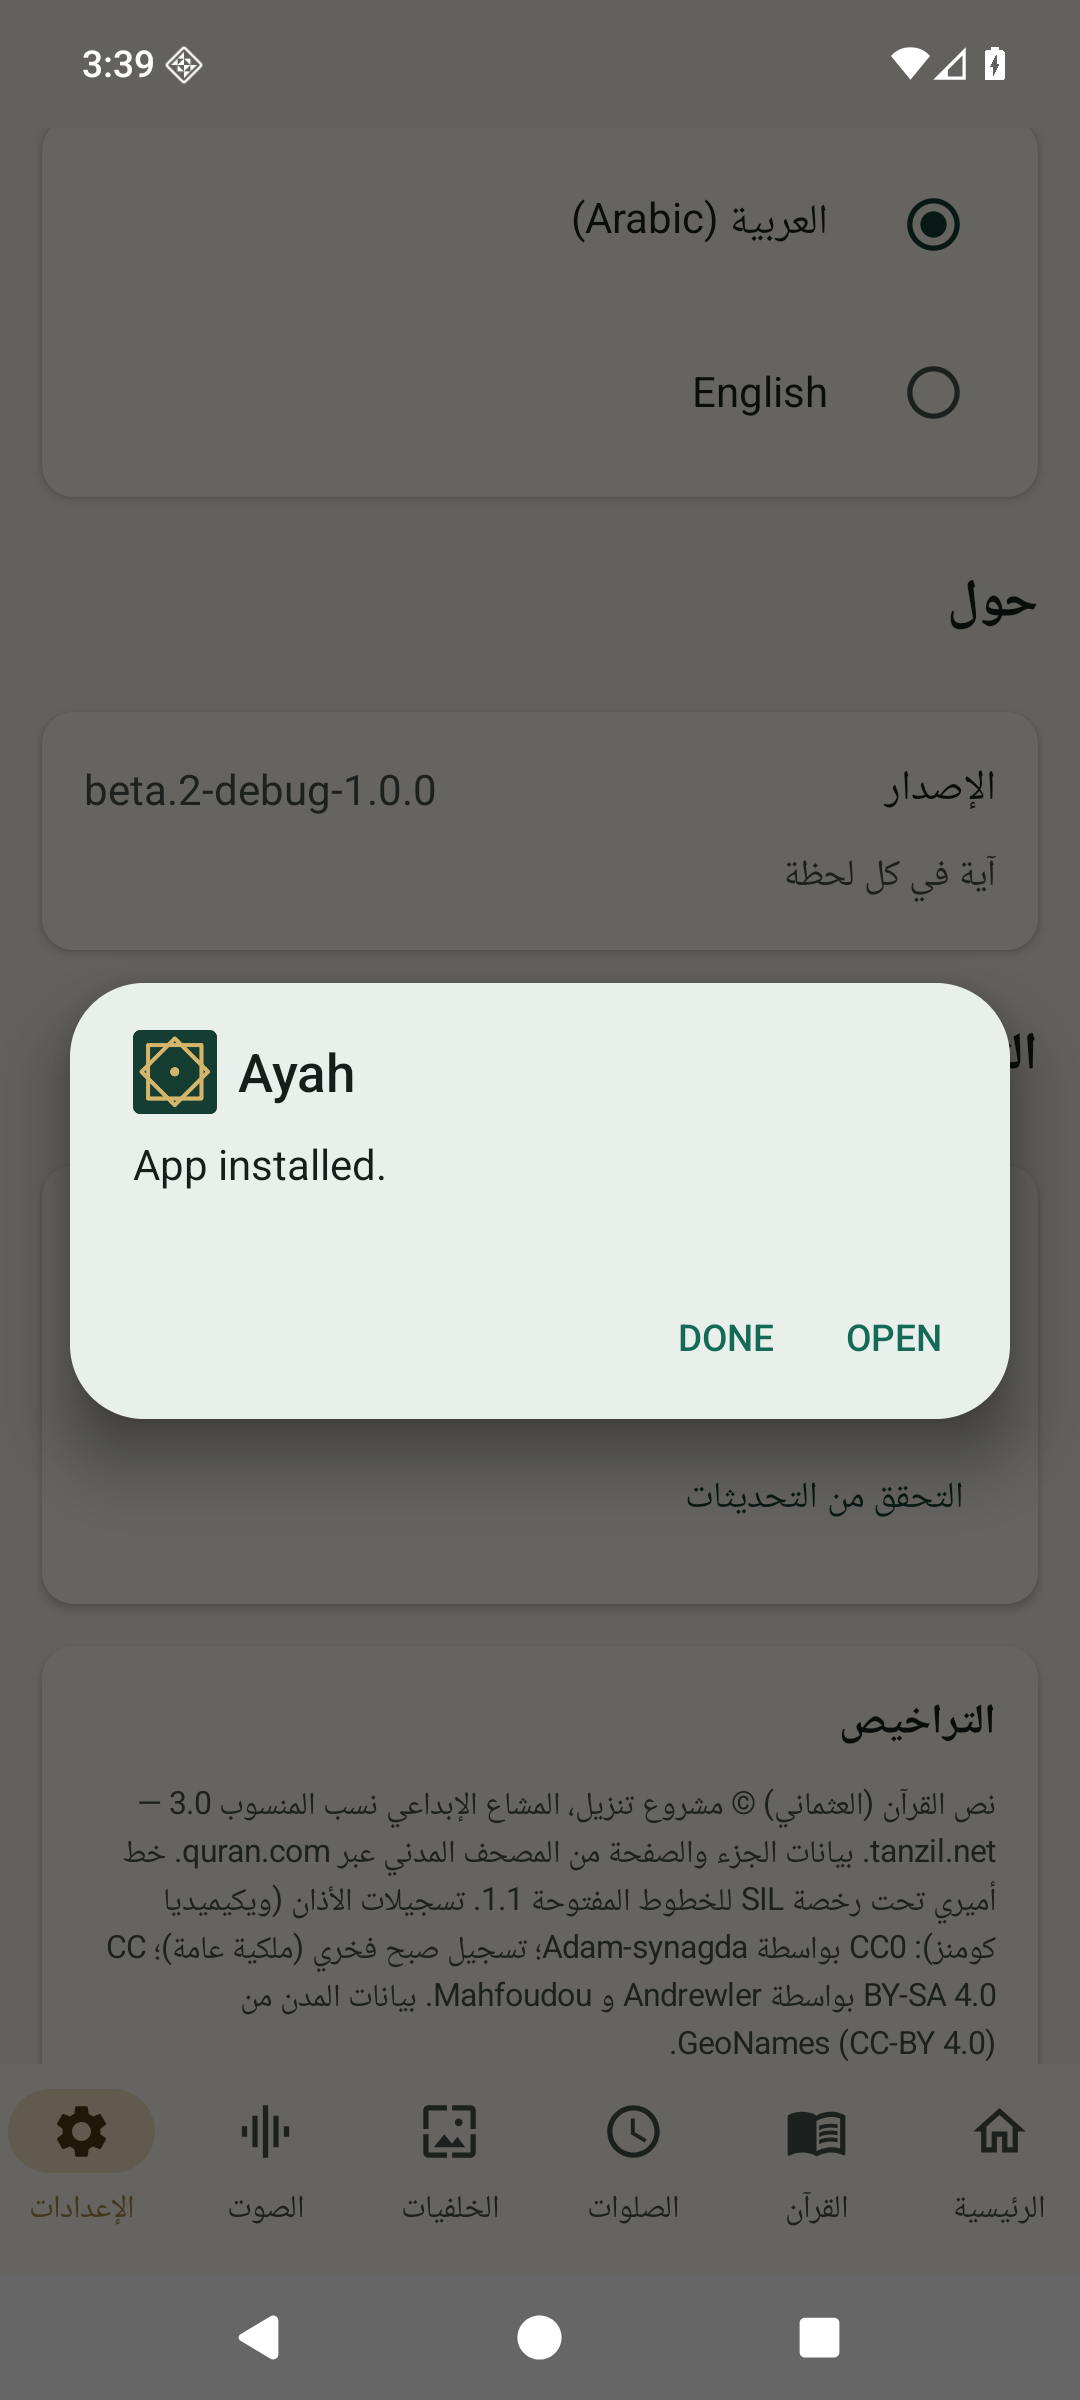 3:39
العربية (Arabic)
English
حول
الإصدار
beta.2-debug-1.0.0
آية في كل لحظة
Ayah
App installed.
DONE
OPEN
التحقق من التحديثات
التراخيص
نص القرآن (العثماني) © مشروع تنزيل، المشاع الإبداعي نسب المنسوب 3.0 —
tanzil.net. بيانات الجزء والصفحة من المصحف المدني عبر quran.com. خط
أميري تحت رخصة SIL للخطوط المفتوحة 1.1. تسجيلات الأذان (ويكيميديا
كومنز): CC0 بواسطة Adam-synagda؛ تسجيل صبح فخري (ملكية عامة)؛ CC
BY-SA 4.0 بواسطة Andrewler و Mahfoudou. بيانات المدن من
GeoNames (CC-BY 4.0).
الرئيسية
القرآن
الصلوات
الخلفيات
الصوت
الإعدادات